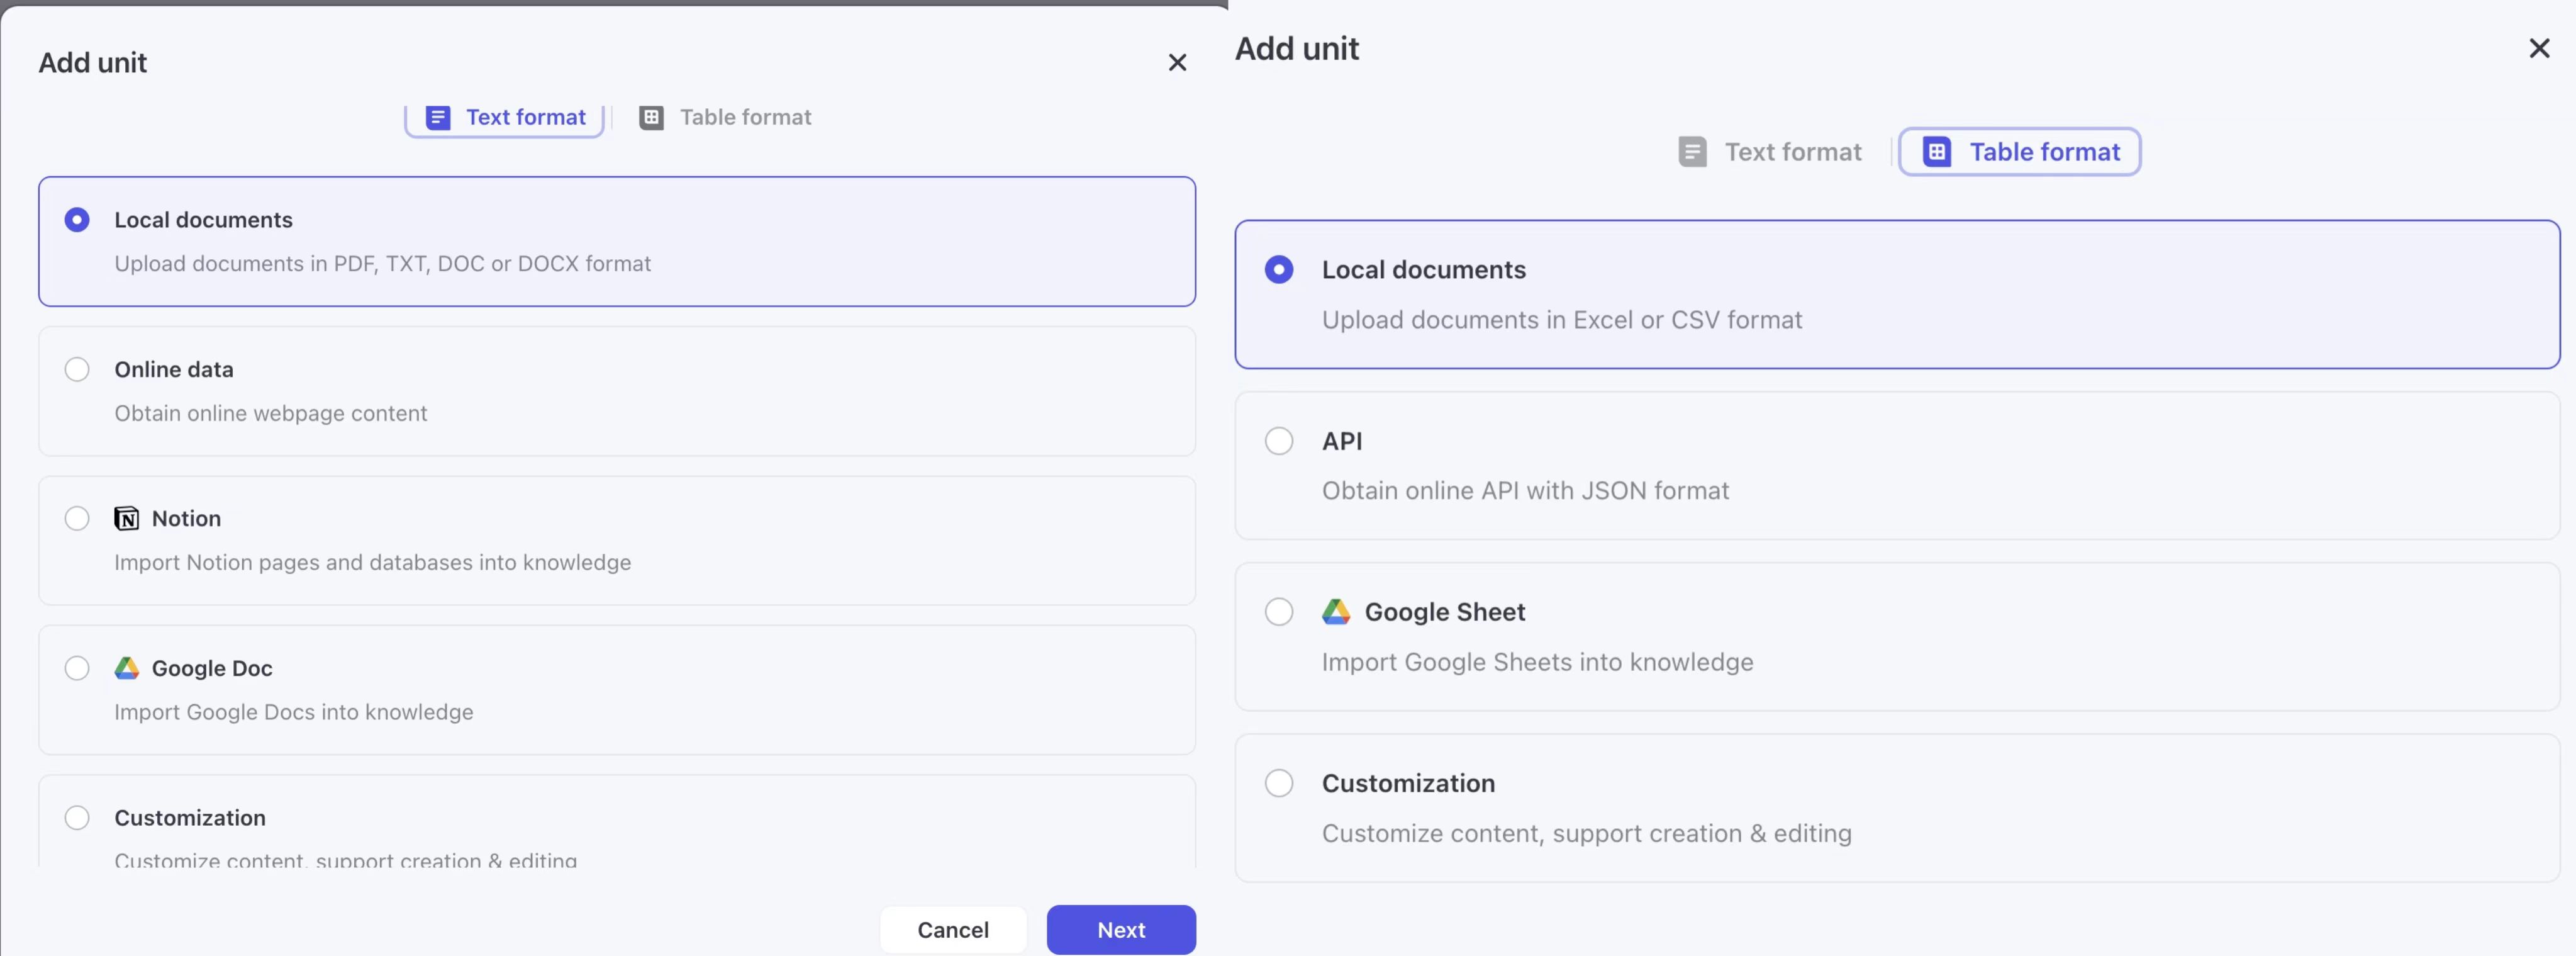 Add unit
Text format
Table format
Local documents
Upload documents in PDF, TXT, DOC or DOCX format
Online data
Obtain online webpage content
Notion
Import Notion pages and databases into knowledge
Google Doc
Import Google Docs into knowledge
Customization
Customize content, support creation & editing
Cancel
Next
Add unit
Text format
Table format
Local documents
Upload documents in Excel or CSV format
API
Obtain online API with JSON format
Google Sheet
Import Google Sheets into knowledge
Customization
Customize content, support creation & editing